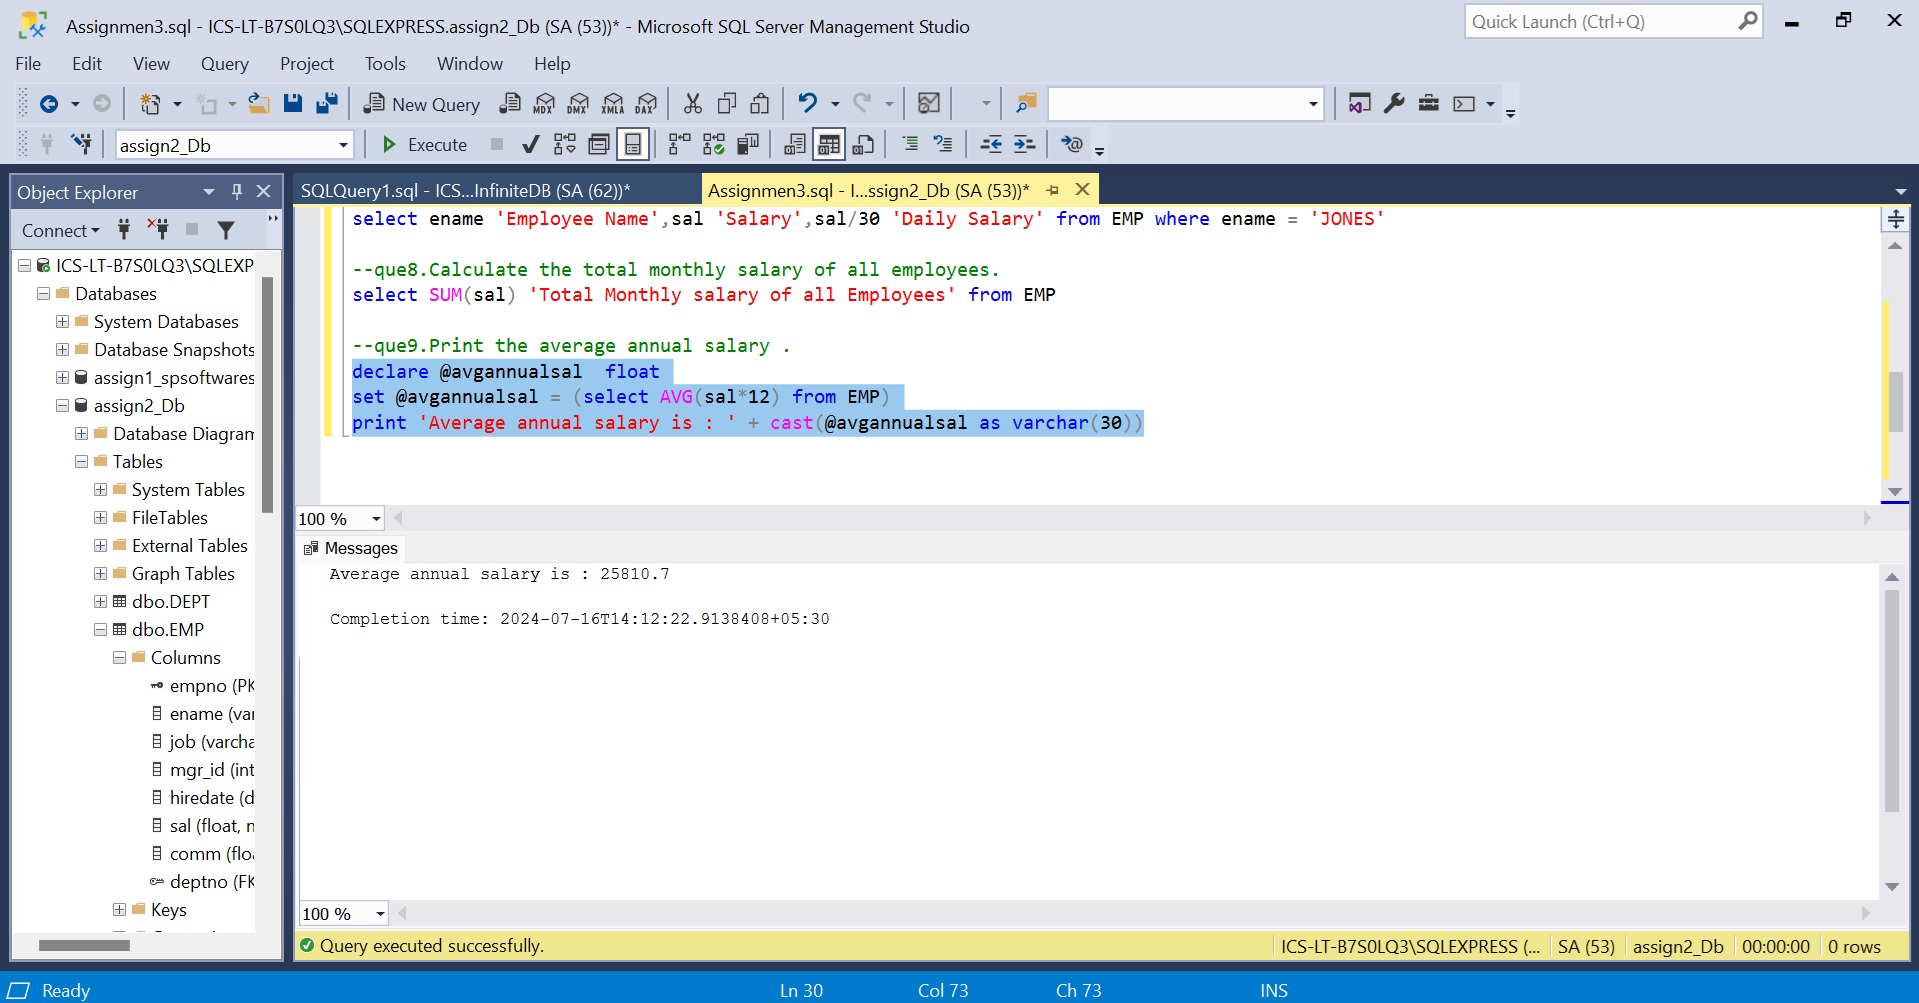 Assignmen3.sql - ICS-LT-B7S0LQ3\SQLEXPRESS.assign2_Db (SA (53))* - Microsoft SQL Server Management Studio
Quick Launch (Ctrl+Q)
File Edit View Query Project Tools Window Help
New Query MDX DMX XMLA DAX
assign2_Db Execute
Object Explorer
Connect
ICS-LT-B7S0LQ3\SQLEXP
Databases
System Databases
Database Snapshots
assign1_spsoftwares
assign2_Db
Database Diagram
Tables
System Tables
FileTables
External Tables
Graph Tables
dbo.DEPT
dbo.EMP
Columns
empno (PK
ename (var
job (varcha
mgr_id (int
hiredate (d
sal (float, n
comm (floa
deptno (FK
Keys
SQLQuery1.sql - ICS...InfiniteDB (SA (62))* Assignmen3.sql - I...ssign2_Db (SA (53))*
select ename 'Employee Name',sal 'Salary',sal/30 'Daily Salary' from EMP where ename = 'JONES'
--que8.Calculate the total monthly salary of all employees.
select SUM(sal) 'Total Monthly salary of all Employees' from EMP
--que9.Print the average annual salary .
declare @avgannualsal  float
set @avgannualsal = (select AVG(sal*12) from EMP)
print 'Average annual salary is : ' + cast(@avgannualsal as varchar(30))
100 %
Messages
Average annual salary is : 25810.7
Completion time: 2024-07-16T14:12:22.9138408+05:30
100 %
Query executed successfully. ICS-LT-B7S0LQ3\SQLEXPRESS (... SA (53) assign2_Db 00:00:00 0 rows
Ready Ln 30 Col 73 Ch 73 INS